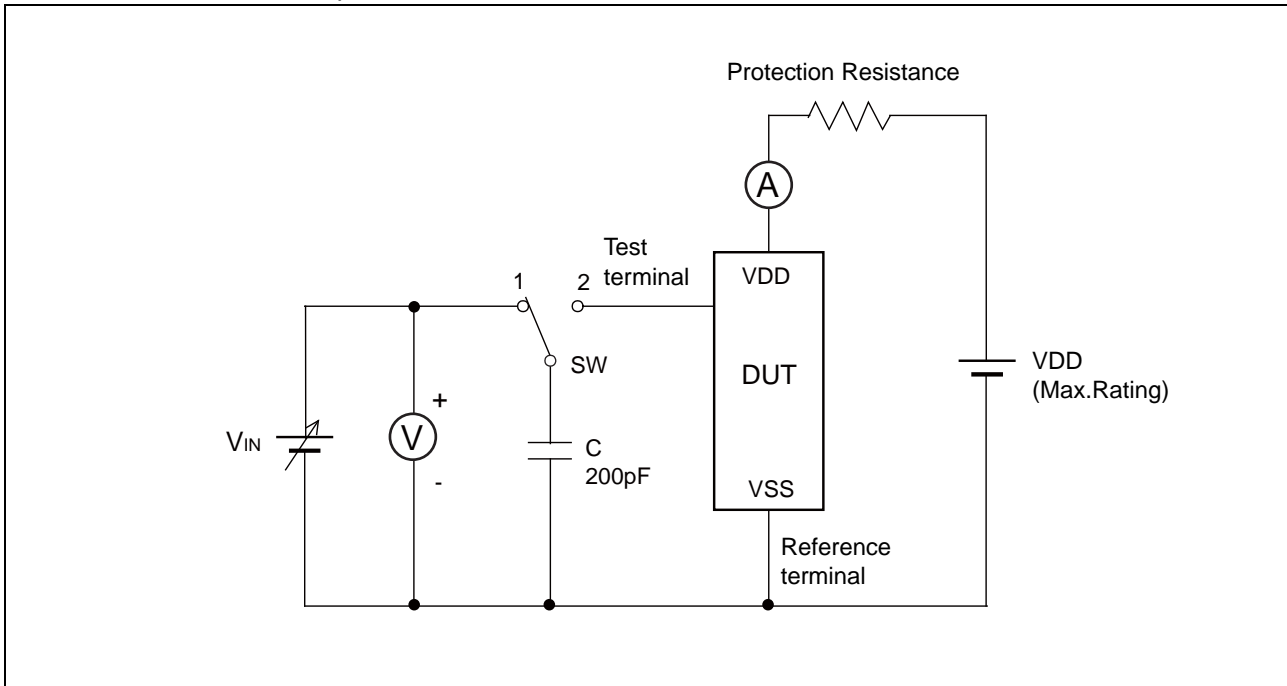 Protection Resistance
A
Test
terminal
1
2
VDD
SW
DUT
VDD
(Max.Rating)
+
VIN
V
C
200pF
-
VSS
Reference
terminal